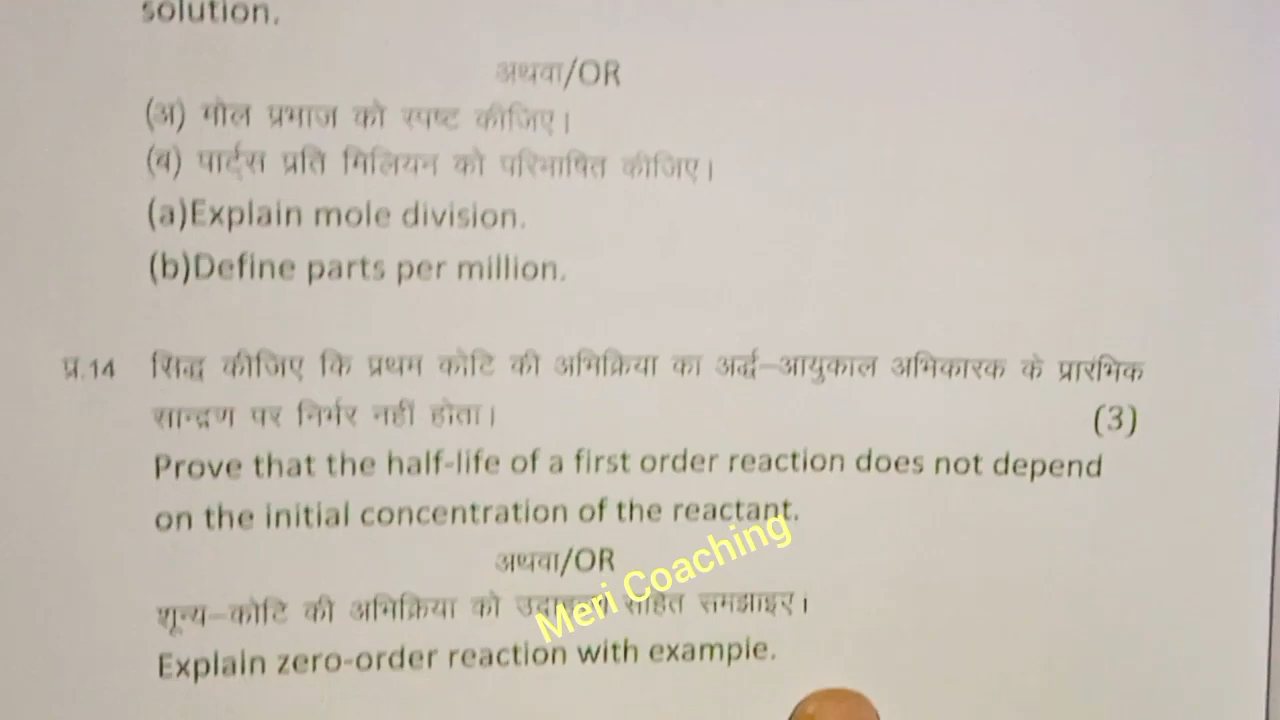 solution.
अथवा/OR
(अ) मोल प्रभाज को स्पष्ट कीजिए।
(ब) पार्ट्स प्रति मिलियन को परिभाषित कीजिए।
(a)Explain mole division.
(b)Define parts per million.
प्र.14 सिद्ध कीजिए कि प्रथम कोटि की अभिक्रिया का अर्द्ध–आयुकाल अभिकारक के प्रारंभिक
सान्द्रण पर निर्भर नहीं होता। (3)
Prove that the half-life of a first order reaction does not depend
on the initial concentration of the reactant.
अथवा/OR
शून्य–कोटि की अभिक्रिया को सहित समझाइए।
Explain zero-order reaction with example.
Meri Coaching